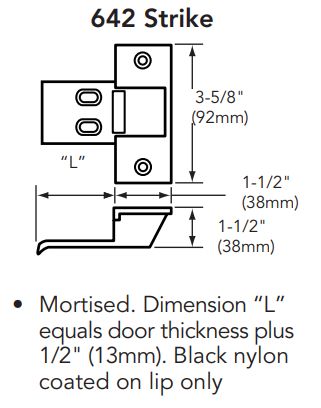 642 Strike
3-5/8"
(92mm)
“L”
1-1/2"
(38mm)
1-1/2"
(38mm)
• Mortised. Dimension “L”
equals door thickness plus
1/2" (13mm). Black nylon
coated on lip only